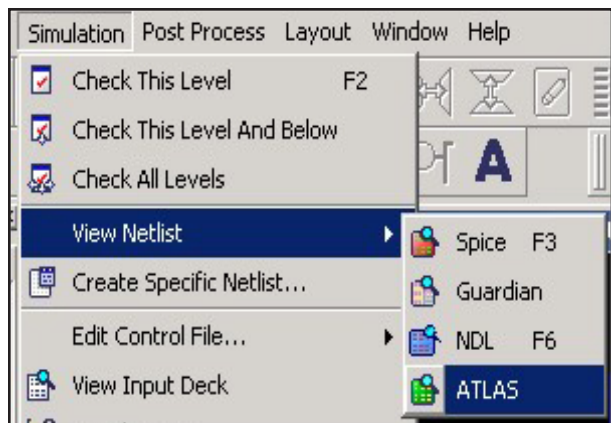 Simulation Post Process Layout Window Help
Check This Level F2
Check This Level And Below
Check All Levels
View Netlist
Create Specific Netlist...
Edit Control File...
View Input Deck
Spice F3
Guardian
NDL F6
ATLAS
A